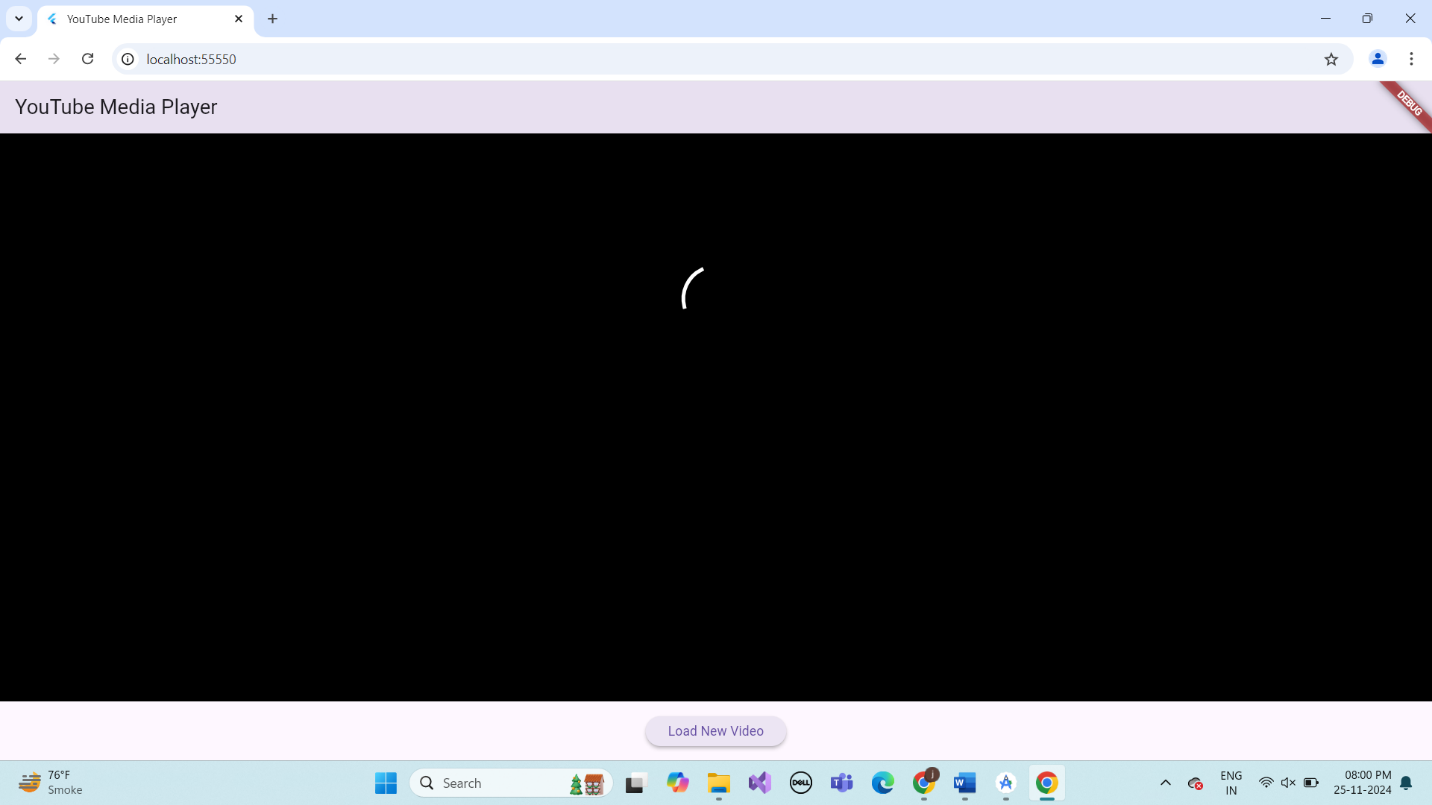 YouTube Media Player
localhost:55550
YouTube Media Player
DEBUG
Load New Video
76°F
Smoke
Search
DELL
i
ENG
IN
08:00 PM
25-11-2024